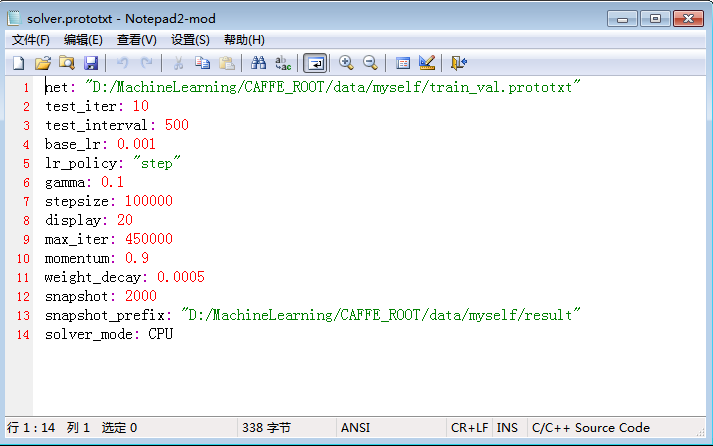 solver.prototxt - Notepad2-mod
文件(F) 编辑(E) 查看(V) 设置(S) 帮助(H)
1 net: "D:/MachineLearning/CAFFE_ROOT/data/myself/train_val.prototxt"
2 test_iter: 10
3 test_interval: 500
4 base_lr: 0.001
5 lr_policy: "step"
6 gamma: 0.1
7 stepsize: 100000
8 display: 20
9 max_iter: 450000
10 momentum: 0.9
11 weight_decay: 0.0005
12 snapshot: 2000
13 snapshot_prefix: "D:/MachineLearning/CAFFE_ROOT/data/myself/result"
14 solver_mode: CPU
行 1 : 14 列 1 选定 0 338 字节 ANSI CR+LF INS C/C++ Source Code